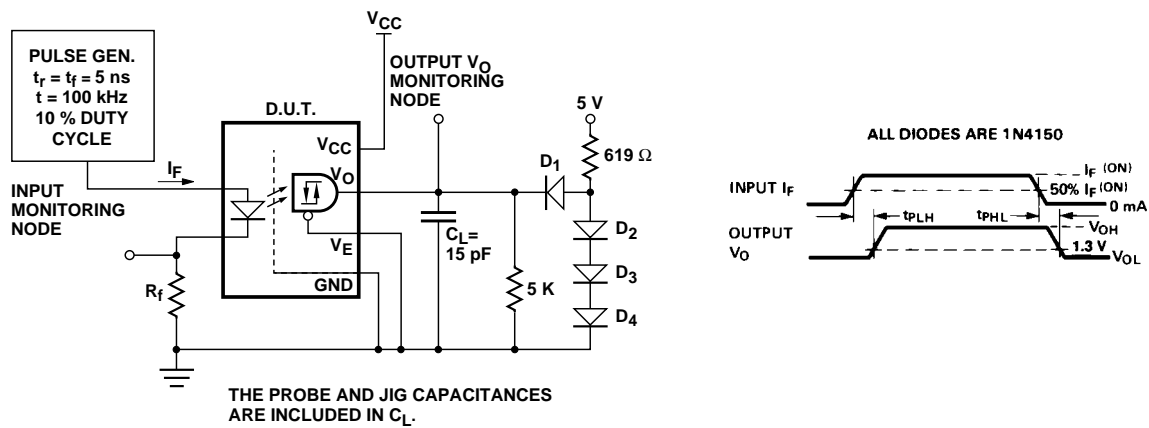 PULSE GEN.
tr = tf = 5 ns
t = 100 kHz
10 % DUTY
CYCLE
VCC
OUTPUT VO
MONITORING
NODE
D.U.T.
IF
INPUT
MONITORING
NODE
Rf
VCC
VO
VE
GND
CL=
15 pF
5 K
D1
5 V
619 Ω
D2
D3
D4
THE PROBE AND JIG CAPACITANCES
ARE INCLUDED IN CL.
ALL DIODES ARE 1N4150
INPUT IF
IF (ON)
50% IF (ON)
0 mA
tPLH
tPHL
OUTPUT
VO
VOH
1.3 V
VOL